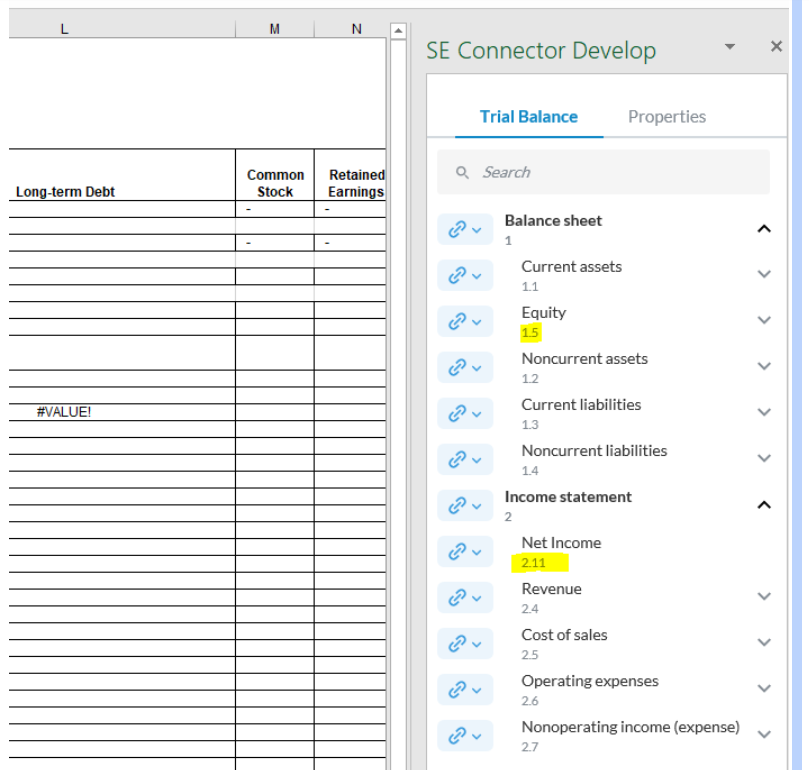 L M N
SE Connector Develop
Trial Balance Properties
Search
Common Retained
Long-term Debt Stock Earnings
- -
- -
#VALUE!
Balance sheet
1
Current assets
1.1
Equity
1.5
Noncurrent assets
1.2
Current liabilities
1.3
Noncurrent liabilities
1.4
Income statement
2
Net Income
2.11
Revenue
2.4
Cost of sales
2.5
Operating expenses
2.6
Nonoperating income (expense)
2.7